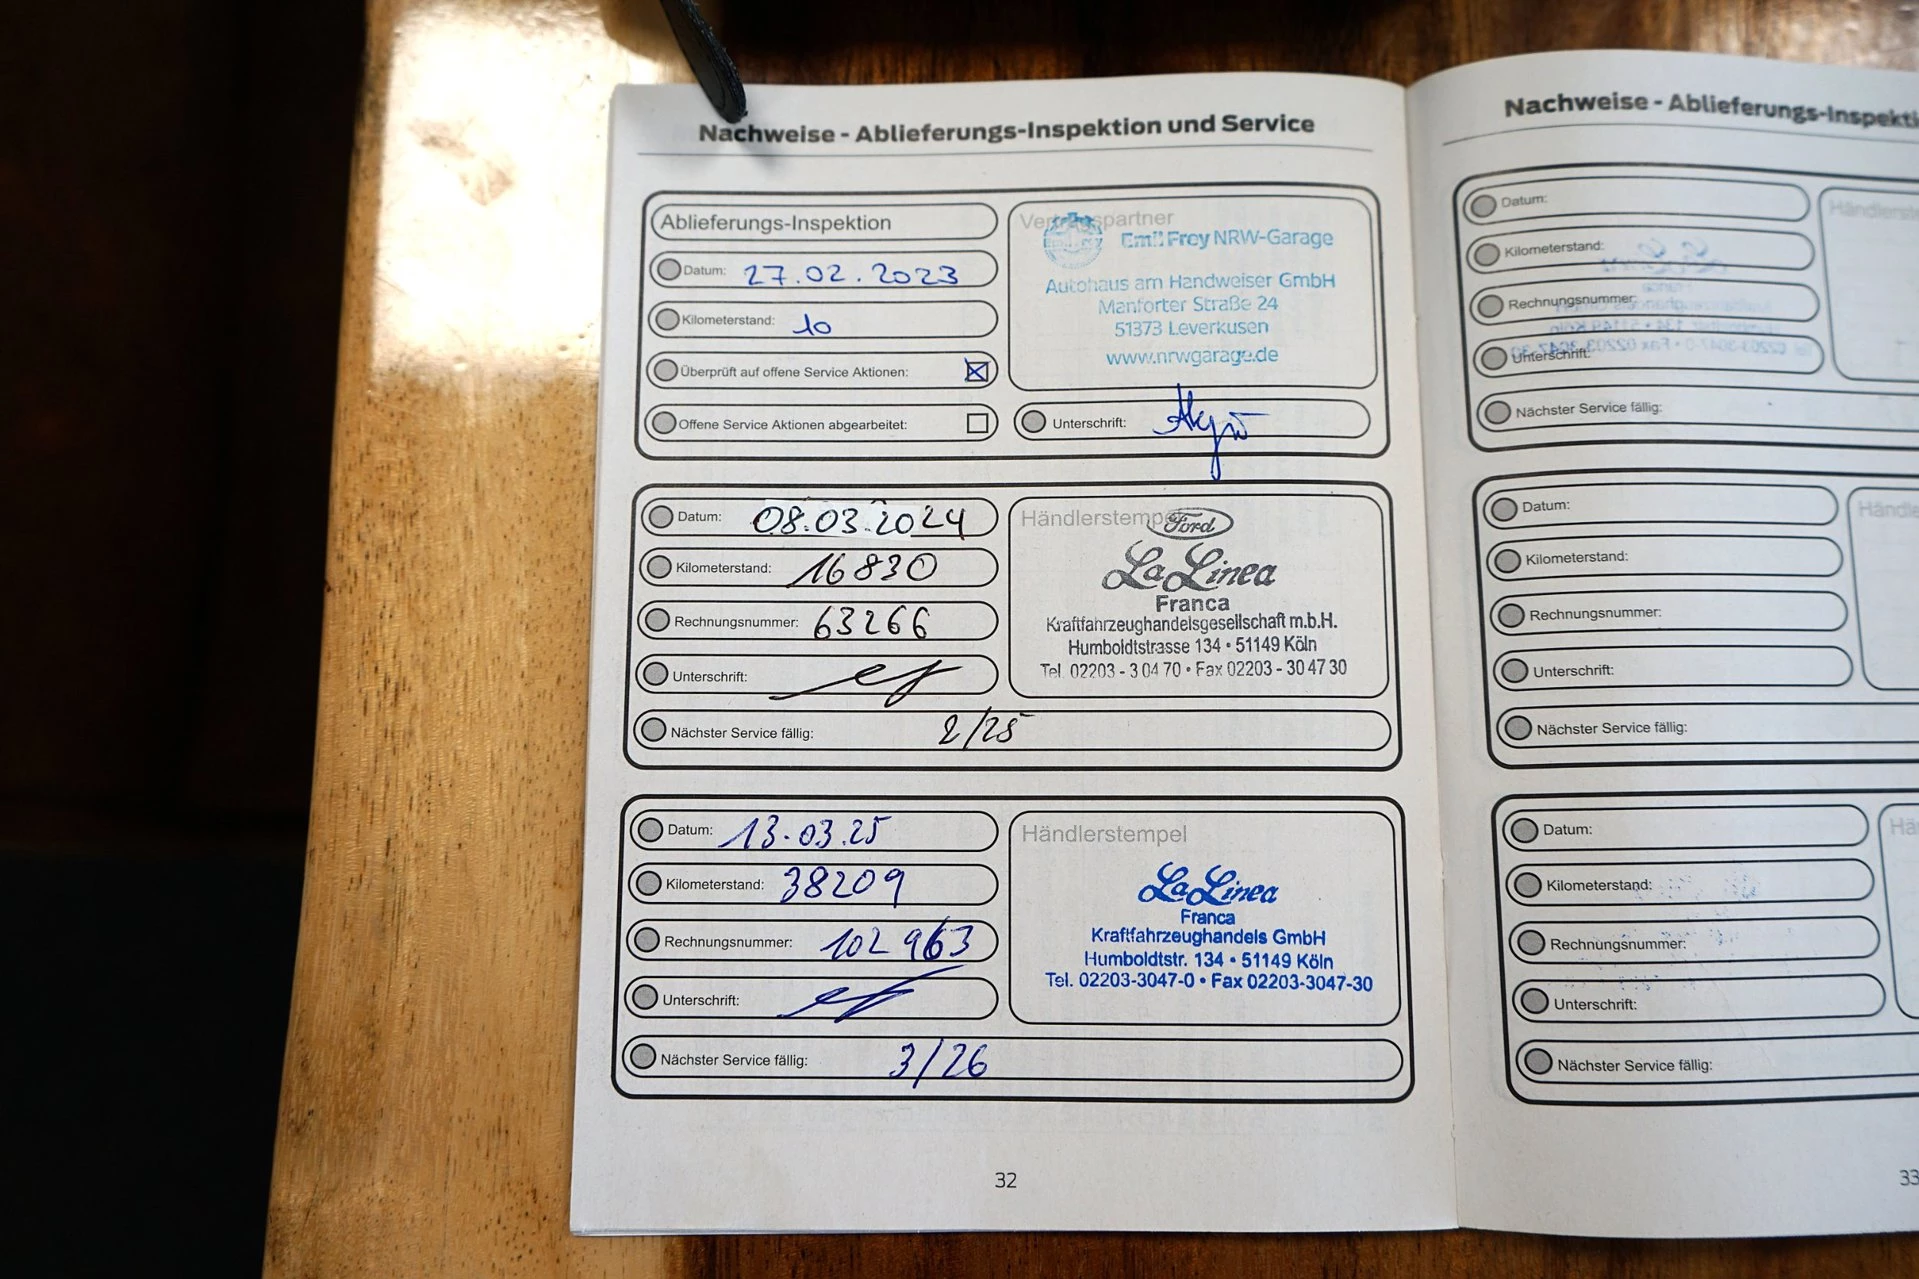 Nachweise - Ablieferungs-Inspektion und Service
Ablieferungs-Inspektion
Datum: 27.02.2023
Kilometerstand: 10
Überprüft auf offene Service Aktionen:
Offene Service Aktionen abgearbeitet:
Vertragspartner
Emil Frey NRW-Garage
Autohaus am Handweiser GmbH
Manforter Straße 24
51373 Leverkusen
www.nrwgarage.de
Unterschrift:
Datum: 08.03.2024
Kilometerstand: 16830
Rechnungsnummer: 63266
Unterschrift:
Nächster Service fällig: 2/25
Händlerstempel
Ford
La Linea
Franca
Kraftfahrzeughandelsgesellschaft m.b.H.
Humboldtstrasse 134 • 51149 Köln
Tel. 02203 - 3 04 70 • Fax 02203 - 30 47 30
Datum: 13.03.25
Kilometerstand: 38209
Rechnungsnummer: 102963
Unterschrift:
Nächster Service fällig: 3/26
Händlerstempel
La Linea
Franca
Kraftfahrzeughandels GmbH
Humboldtstr. 134 • 51149 Köln
Tel. 02203-3047-0 • Fax 02203-3047-30
32
Nachweise - Ablieferungs-Inspekti
Datum:
Kilometerstand:
Rechnungsnummer:
Unterschrift:
Nächster Service fällig:
Händlerst
Datum:
Kilometerstand:
Rechnungsnummer:
Unterschrift:
Nächster Service fällig:
Händle
Datum:
Kilometerstand:
Rechnungsnummer:
Unterschrift:
Nächster Service fällig:
Hä
33